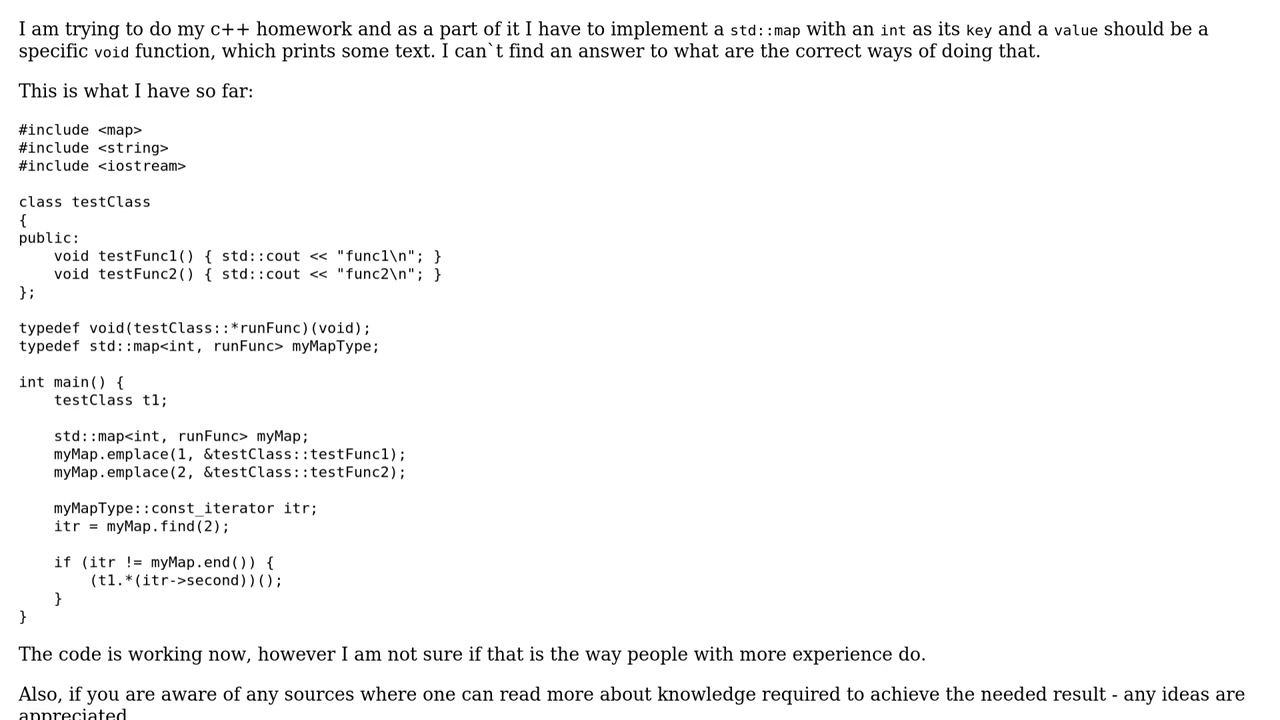 I am trying to do my c++ homework and as a part of it I have to implement a std::map with an int as its key and a value should be a
specific void function, which prints some text. I can`t find an answer to what are the correct ways of doing that.
This is what I have so far:
#include <map>
#include <string>
#include <iostream>
class testClass
{
public:
    void testFunc1() { std::cout << "func1\n"; }
    void testFunc2() { std::cout << "func2\n"; }
};
typedef void(testClass::*runFunc)(void);
typedef std::map<int, runFunc> myMapType;
int main() {
    testClass t1;
    std::map<int, runFunc> myMap;
    myMap.emplace(1, &testClass::testFunc1);
    myMap.emplace(2, &testClass::testFunc2);
    myMapType::const_iterator itr;
    itr = myMap.find(2);
    if (itr != myMap.end()) {
        (t1.*(itr->second))();
    }
}
The code is working now, however I am not sure if that is the way people with more experience do.
Also, if you are aware of any sources where one can read more about knowledge required to achieve the needed result - any ideas are
appreciated